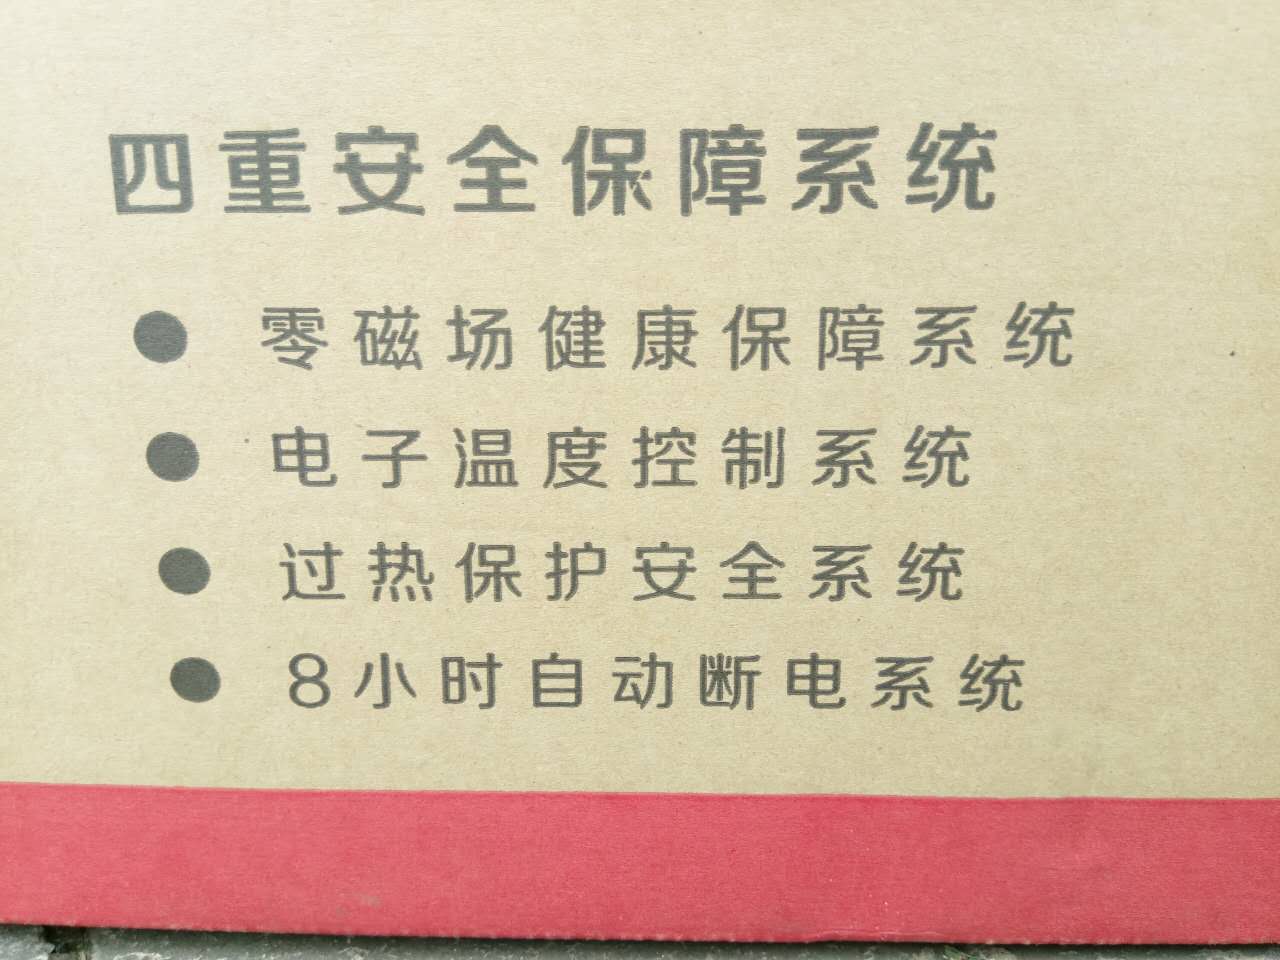 四重安全保障系统
● 零磁场健康保障系统
● 电子温度控制系统
● 过热保护安全系统
● 8小时自动断电系统